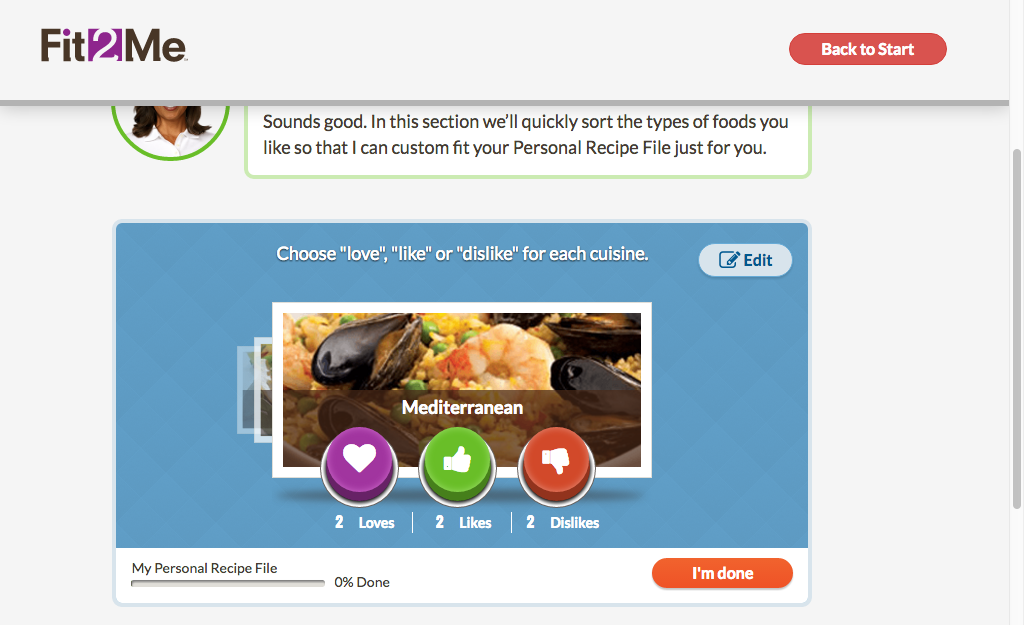 Fit2Me
Back to Start
Sounds good. In this section we'll quickly sort the types of foods you
like so that I can custom fit your Personal Recipe File just for you.
Choose "love", "like" or "dislike" for each cuisine.
Edit
Mediterranean
2 Loves 2 Likes 2 Dislikes
My Personal Recipe File
0% Done
I'm done